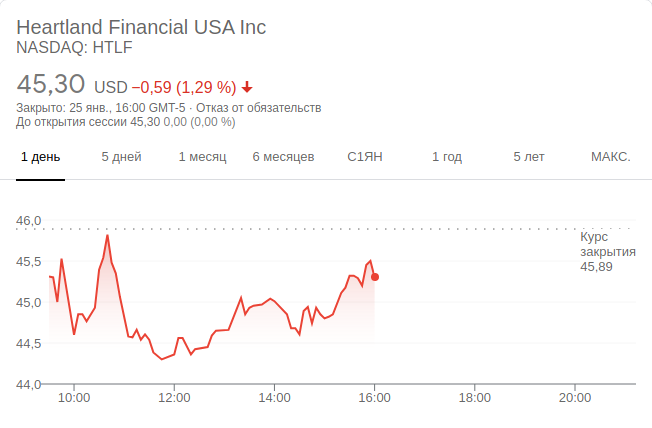 Heartland Financial USA Inc
NASDAQ: HTLF
45,30 USD −0,59 (1,29 %)
Закрыто: 25 янв., 16:00 GMT-5 · Отказ от обязательств
До открытия сессии 45,30 0,00 (0,00 %)
1 день 5 дней 1 месяц 6 месяцев С1ЯН 1 год 5 лет МАКС.
46,0
Курс
закрытия
45,89
45,5
45,0
44,5
44,0
10:00 12:00 14:00 16:00 18:00 20:00